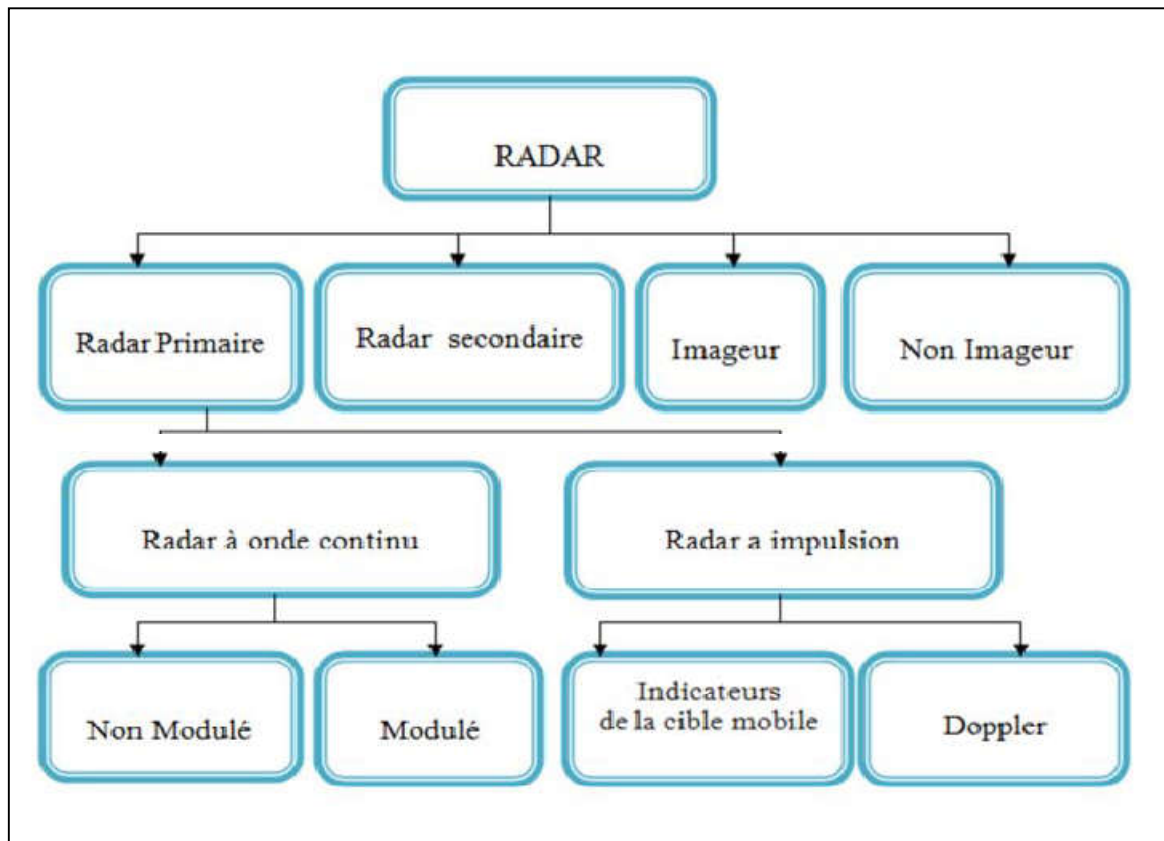 RADAR
Radar Primaire
Radar secondaire
Imageur
Non Imageur
Radar à onde continu
Radar a impulsion
Non Modulé
Modulé
Indicateurs
de la cible mobile
Doppler